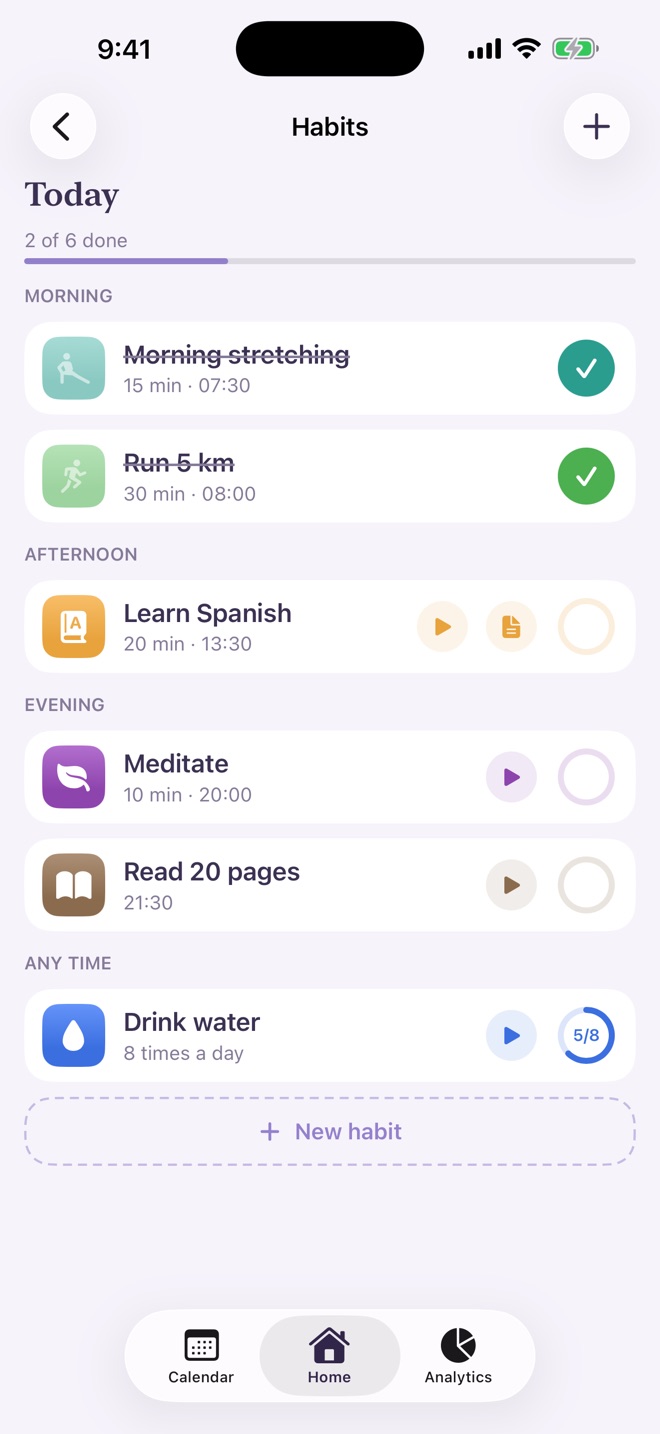 9:41
Habits
Today
2 of 6 done
MORNING
Morning stretching
15 min · 07:30
Run 5 km
30 min · 08:00
AFTERNOON
Learn Spanish
20 min · 13:30
EVENING
Meditate
10 min · 20:00
Read 20 pages
21:30
ANY TIME
Drink water
8 times a day
5/8
+ New habit
Calendar
Home
Analytics